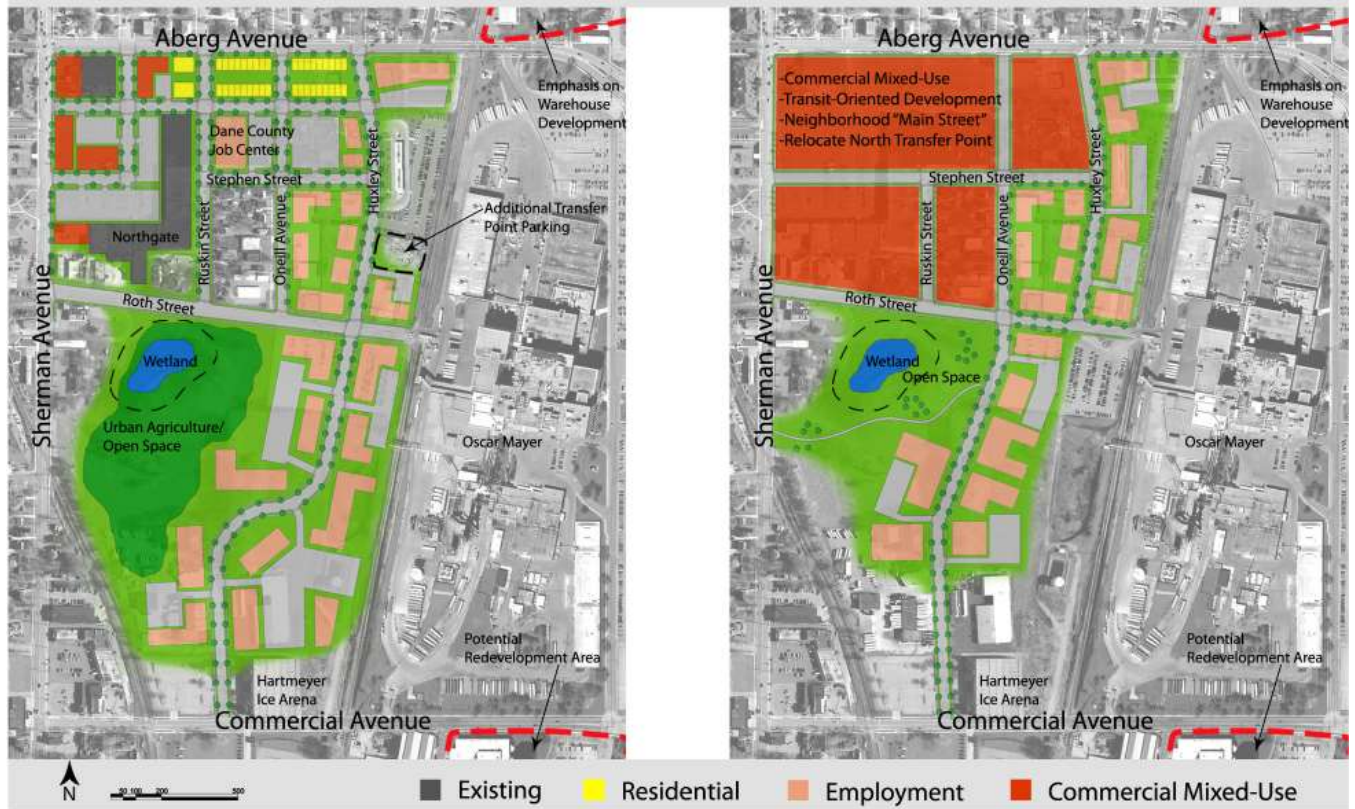 Aberg Avenue
Emphasis on
Warehouse
Development
Dane County
Job Center
Stephen Street
Huxley Street
Additional Transfer
Point Parking
Northgate
Ruskin Street
Oneill Avenue
Roth Street
Sherman Avenue
Wetland
Urban Agriculture/
Open Space
Oscar Mayer
Potential
Redevelopment Area
Hartmeyer
Ice Arena
Commercial Avenue
Aberg Avenue
-Commercial Mixed-Use
-Transit-Oriented Development
-Neighborhood "Main Street"
-Relocate North Transfer Point
Emphasis on
Warehouse
Development
Huxley Street
Stephen Street
Ruskin Street
Oneill Avenue
Roth Street
Sherman Avenue
Wetland
Open Space
Oscar Mayer
Potential
Redevelopment Area
Hartmeyer
Ice Arena
Commercial Avenue
N
50 100 200 500
Existing
Residential
Employment
Commercial Mixed-Use